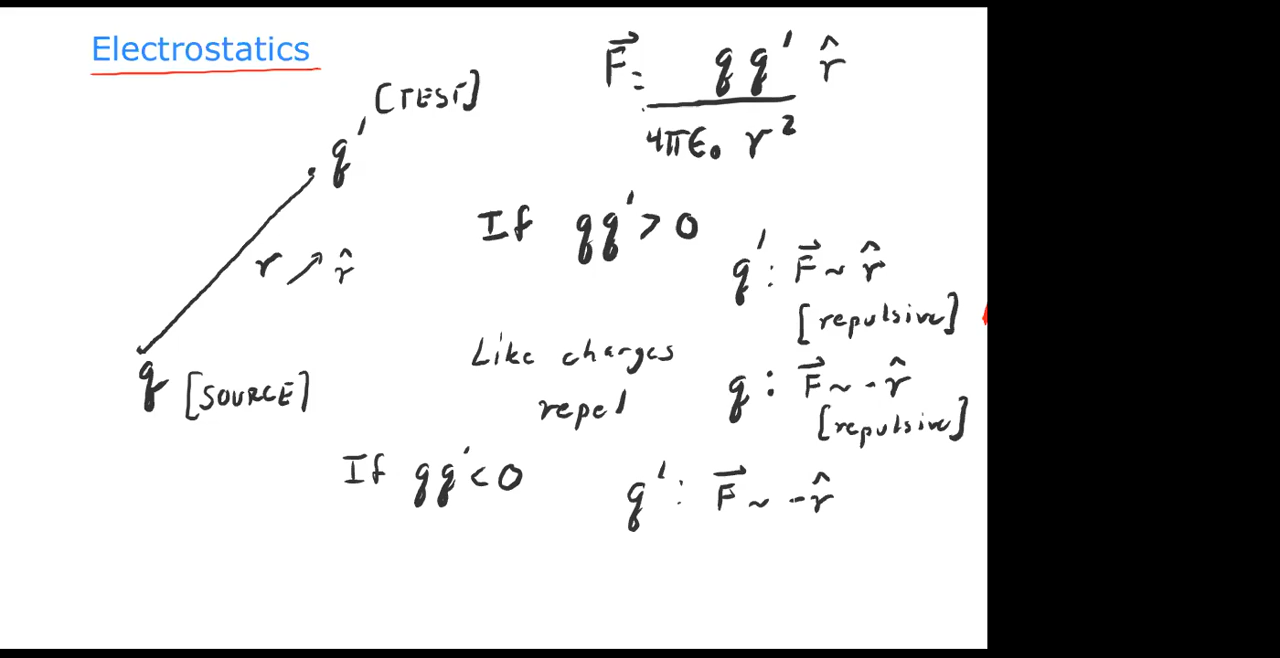 Electrostatics
[TEST]
q'
F⃗ = qq' r̂
4πϵ₀ r²
r ↗ r̂
q [SOURCE]
If qq' > 0
q' : F⃗ ~ r̂
[repulsive]
Like charges
repel
q : F⃗ ~ -r̂
[repulsive]
If qq' < 0
q' : F⃗ ~ -r̂